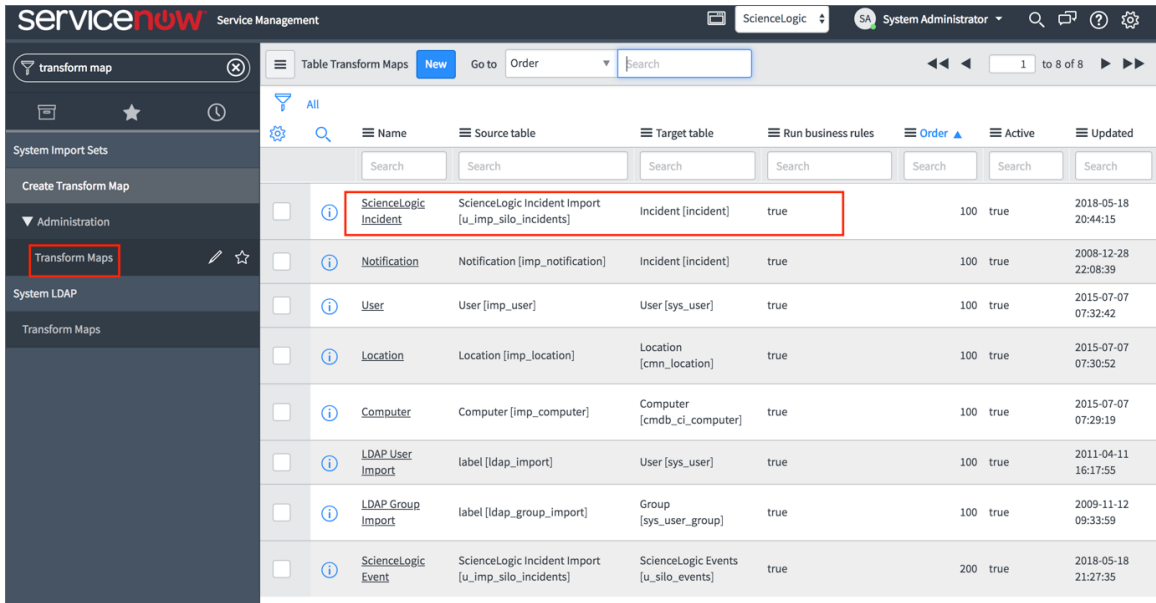 servicenow Service Management
ScienceLogic
SA System Administrator
transform map
System Import Sets
Create Transform Map
Administration
Transform Maps
System LDAP
Transform Maps
Table Transform Maps New Go to Order Search
1 to 8 of 8
All
Name Source table Target table Run business rules Order Active Updated
Search Search Search Search Search Search Search
ScienceLogic Incident Import 2018-05-18
ScienceLogic Incident [u_imp_silo_incidents] Incident [incident] true 100 true 20:44:15
Notification Notification [imp_notification] Incident [incident] true 100 true 2008-12-28
22:08:39
User User [imp_user] User [sys_user] true 100 true 2015-07-07
07:32:42
Location Location [imp_location] Location
[cmn_location] true 100 true 2015-07-07
07:30:52
Computer Computer [imp_computer] Computer
[cmdb_ci_computer] true 100 true 2015-07-07
07:29:19
LDAP User
Import label [ldap_import] User [sys_user] true 100 true 2011-04-11
16:17:55
LDAP Group
Import label [ldap_group_import] Group
[sys_user_group] true 100 true 2009-11-12
09:33:59
ScienceLogic
Event ScienceLogic Incident Import
[u_imp_silo_incidents] ScienceLogic Events
[u_silo_events] true 200 true 2018-05-18
21:27:35